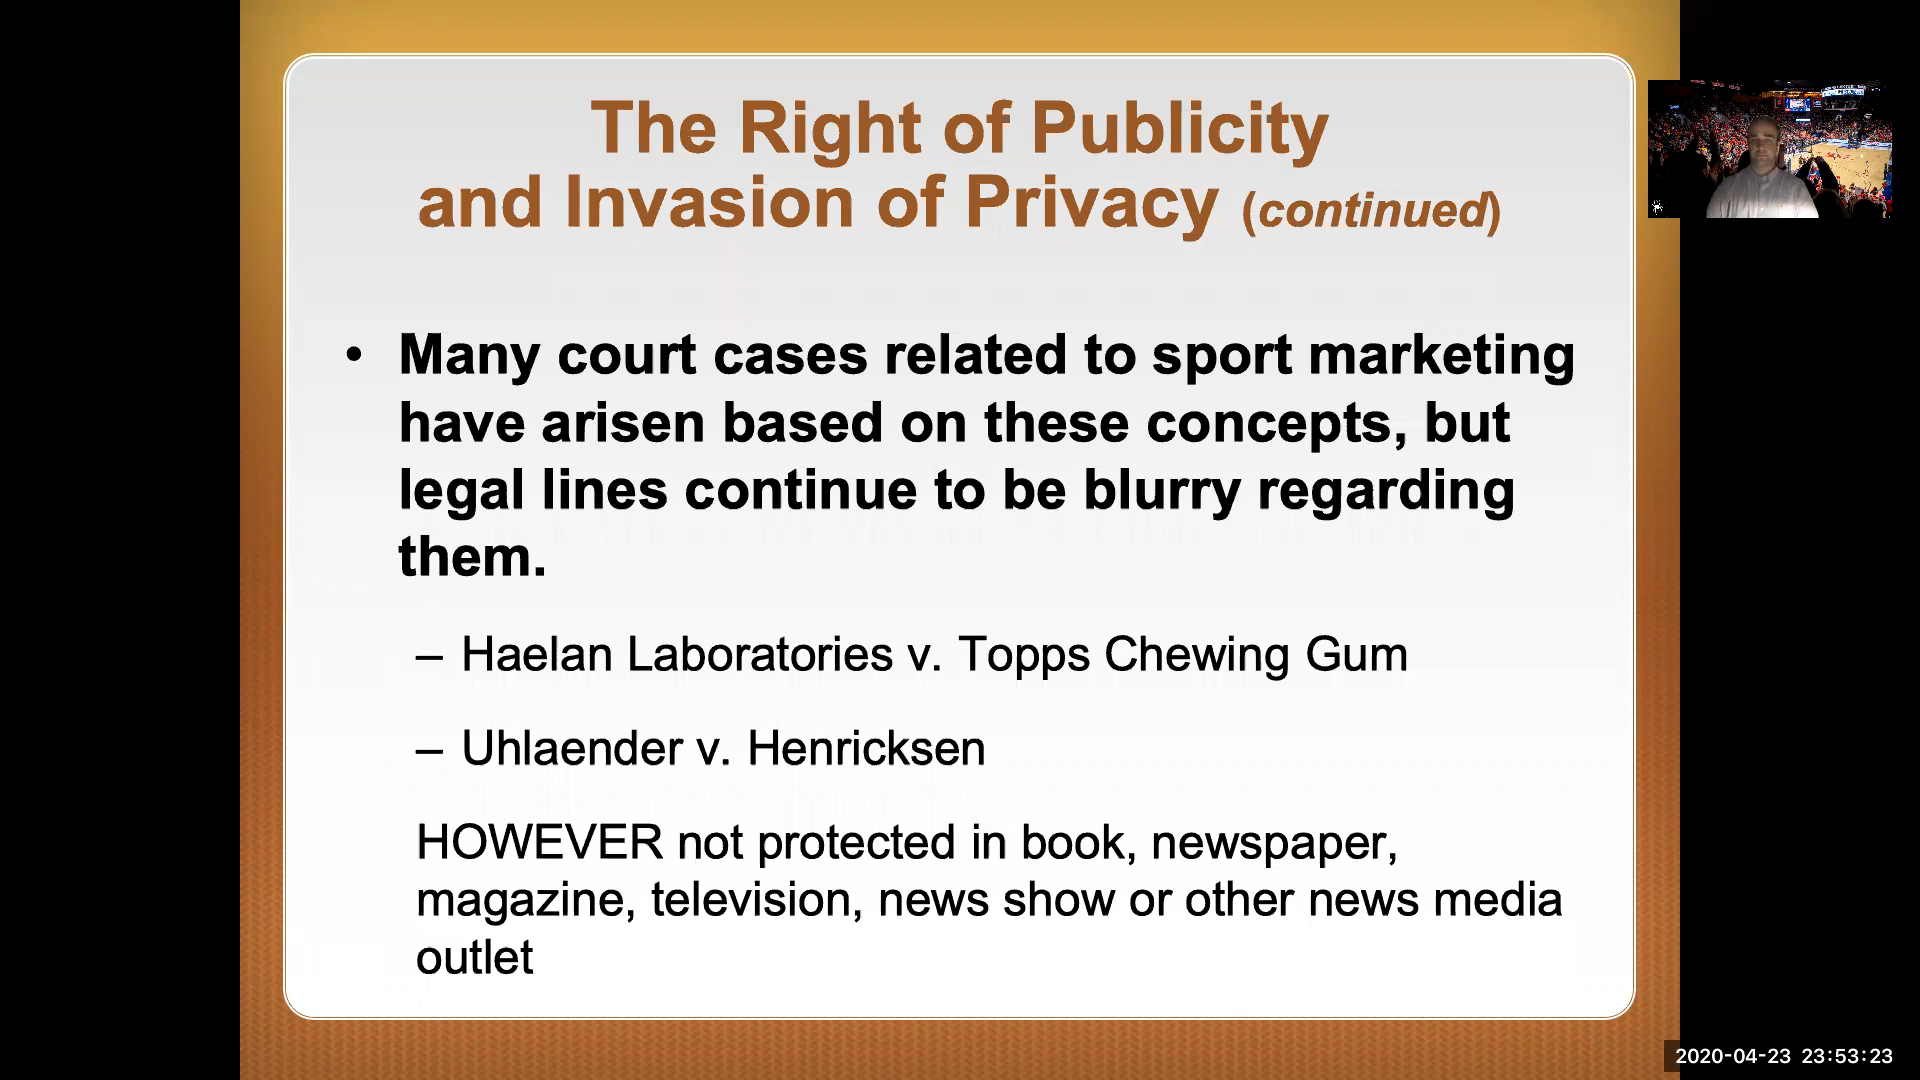 The Right of Publicity
and Invasion of Privacy (continued)
• Many court cases related to sport marketing
have arisen based on these concepts, but
legal lines continue to be blurry regarding
them.
– Haelan Laboratories v. Topps Chewing Gum
– Uhlaender v. Henricksen
HOWEVER not protected in book, newspaper,
magazine, television, news show or other news media
outlet
2020-04-23 23:53:23